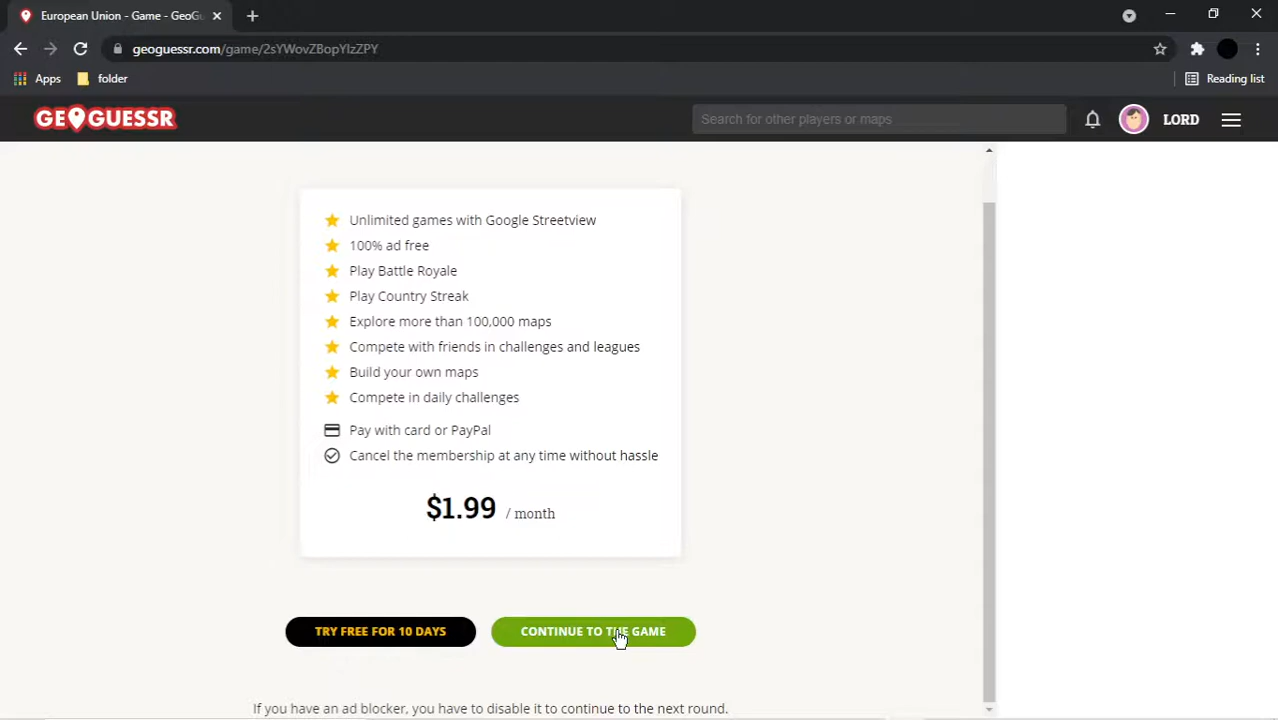 European Union - Game - GeoGu
geoguessr.com/game/2sYWovZBopYIzZPY
Apps
folder
Reading list
GEOGUESSR
Search for other players or maps
LORD
Unlimited games with Google Streetview
100% ad free
Play Battle Royale
Play Country Streak
Explore more than 100,000 maps
Compete with friends in challenges and leagues
Build your own maps
Compete in daily challenges
Pay with card or PayPal
Cancel the membership at any time without hassle
$1.99 / month
TRY FREE FOR 10 DAYS
CONTINUE TO THE GAME
If you have an ad blocker, you have to disable it to continue to the next round.